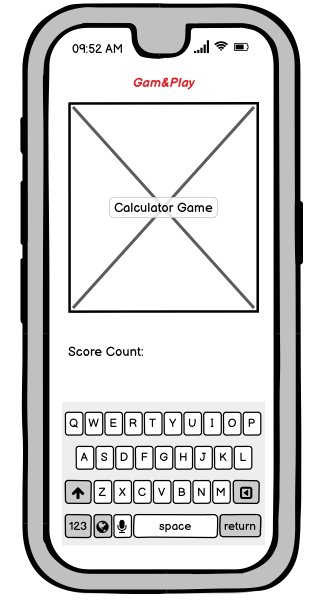 09:52 AM
Gam&Play
Calculator Game
Score Count:
Q W E R T Y U I O P
A S D F G H J K L
Z X C V B N M
123 space return